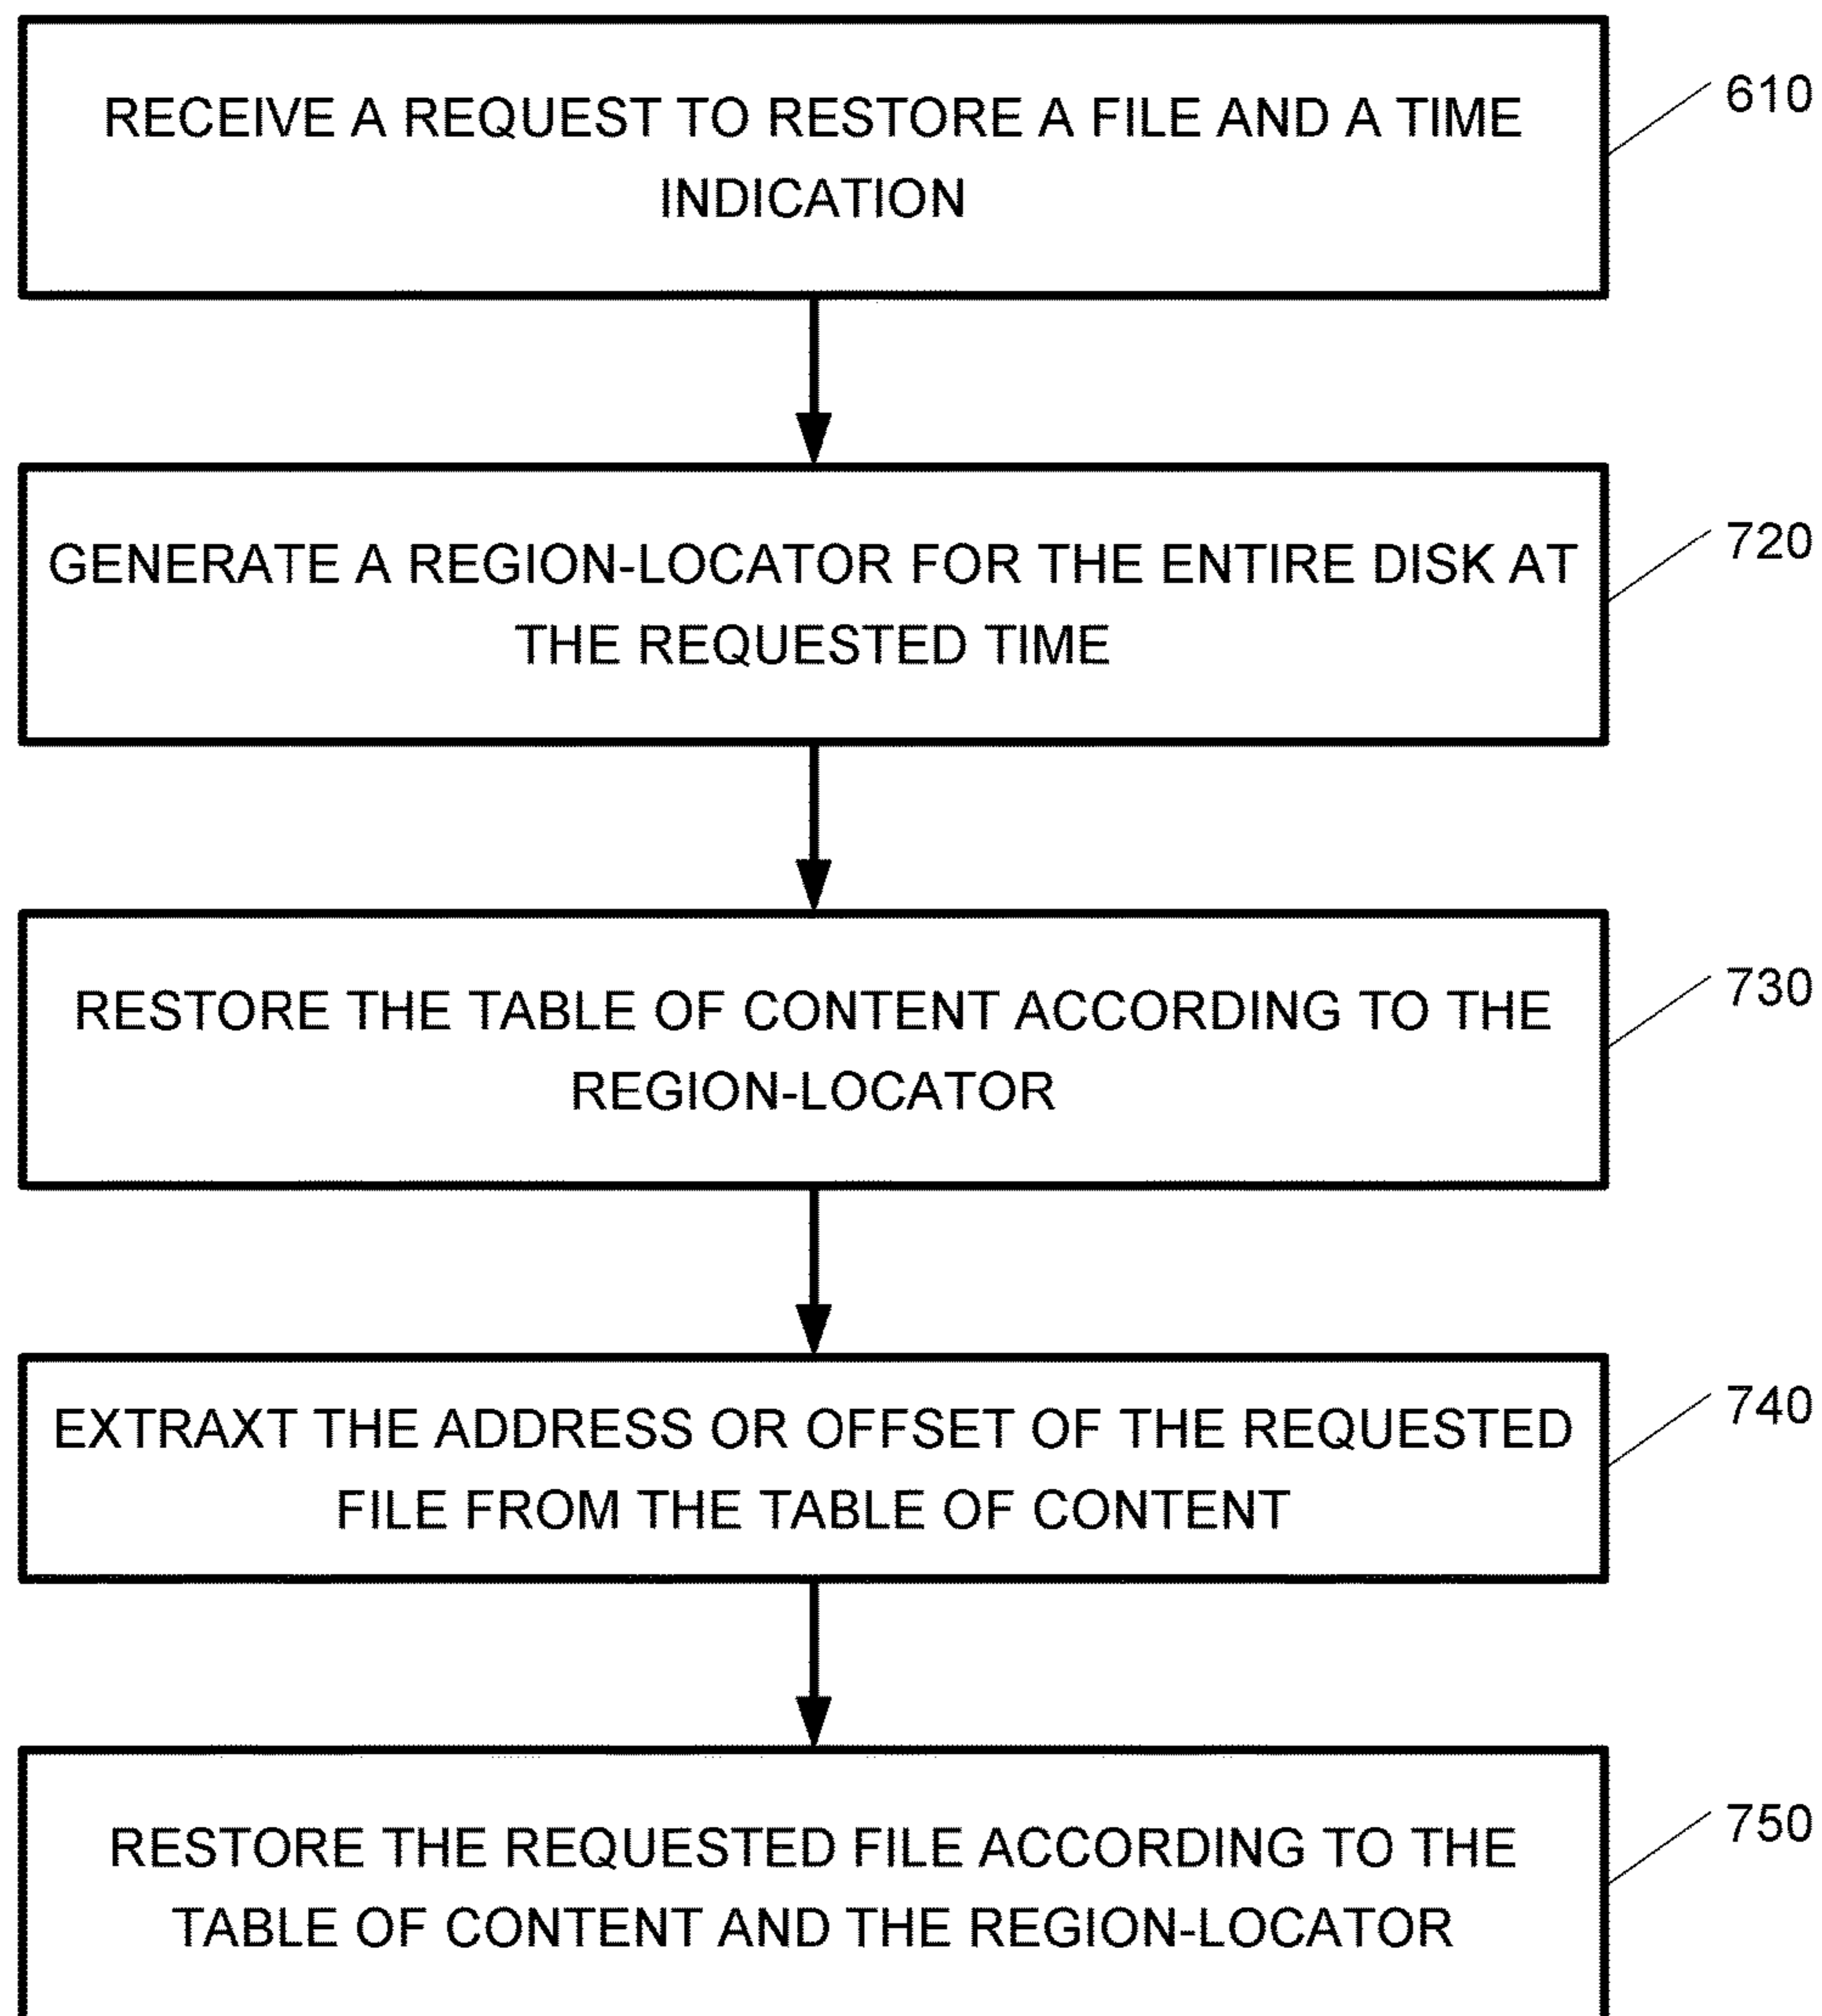 RECEIVE A REQUEST TO RESTORE A FILE AND A TIME
INDICATION
610
GENERATE A REGION-LOCATOR FOR THE ENTIRE DISK AT
THE REQUESTED TIME
720
RESTORE THE TABLE OF CONTENT ACCORDING TO THE
REGION-LOCATOR
730
EXTRAXT THE ADDRESS OR OFFSET OF THE REQUESTED
FILE FROM THE TABLE OF CONTENT
740
RESTORE THE REQUESTED FILE ACCORDING TO THE
TABLE OF CONTENT AND THE REGION-LOCATOR
750